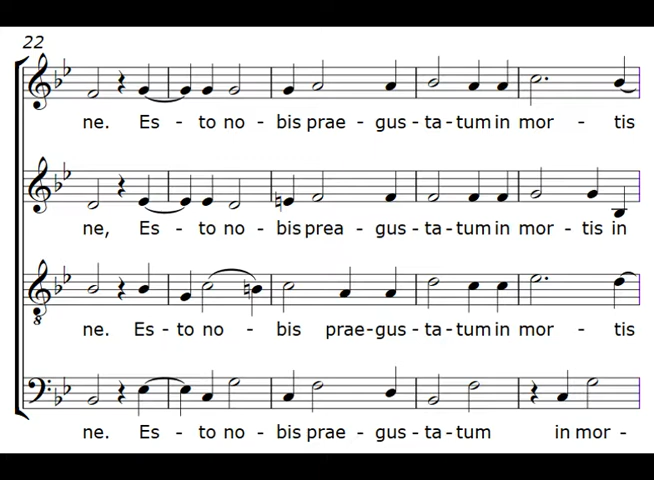 22
ne. Es - to no - bis prae - gus - ta - tum in mor - tis
ne, Es - to no - bis prea - gus - ta - tum in mor - tis in
ne. Es - to no - bis prae - gus - ta - tum in mor - tis
8
ne. Es - to no - bis prae - gus - ta - tum in mor -